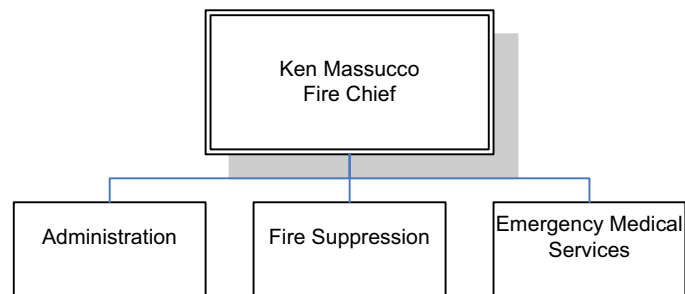 Ken Massucco
Fire Chief
Administration
Fire Suppression
Emergency Medical
Services